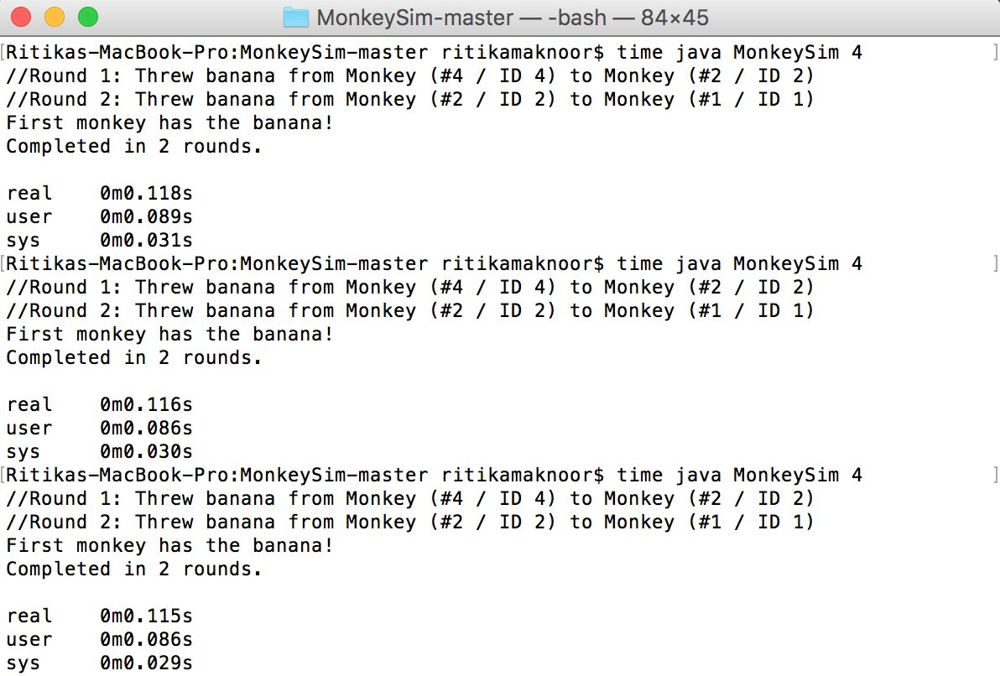 MonkeySim-master — -bash — 84×45
[Ritikas-MacBook-Pro:MonkeySim-master ritikamaknoor$ time java MonkeySim 4 ]
//Round 1: Threw banana from Monkey (#4 / ID 4) to Monkey (#2 / ID 2)
//Round 2: Threw banana from Monkey (#2 / ID 2) to Monkey (#1 / ID 1)
First monkey has the banana!
Completed in 2 rounds.
real 0m0.118s
user 0m0.089s
sys 0m0.031s
[Ritikas-MacBook-Pro:MonkeySim-master ritikamaknoor$ time java MonkeySim 4 ]
//Round 1: Threw banana from Monkey (#4 / ID 4) to Monkey (#2 / ID 2)
//Round 2: Threw banana from Monkey (#2 / ID 2) to Monkey (#1 / ID 1)
First monkey has the banana!
Completed in 2 rounds.
real 0m0.116s
user 0m0.086s
sys 0m0.030s
[Ritikas-MacBook-Pro:MonkeySim-master ritikamaknoor$ time java MonkeySim 4 ]
//Round 1: Threw banana from Monkey (#4 / ID 4) to Monkey (#2 / ID 2)
//Round 2: Threw banana from Monkey (#2 / ID 2) to Monkey (#1 / ID 1)
First monkey has the banana!
Completed in 2 rounds.
real 0m0.115s
user 0m0.086s
sys 0m0.029s